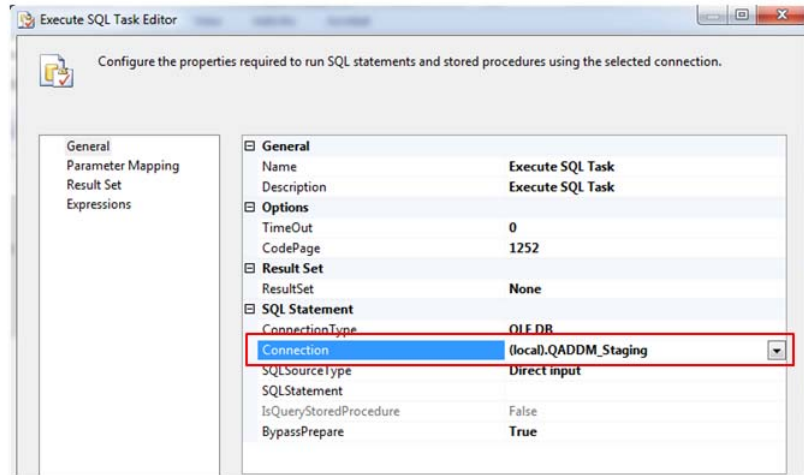 Execute SQL Task Editor
Configure the properties required to run SQL statements and stored procedures using the selected connection.
General
Parameter Mapping
Result Set
Expressions
General
Name Execute SQL Task
Description Execute SQL Task
Options
TimeOut 0
CodePage 1252
Result Set
ResultSet None
SQL Statement
ConnectionType OLE DB
Connection (local).QADDM_Staging
SQLSourceType Direct input
SQLStatement
IsQueryStoredProcedure False
BypassPrepare True